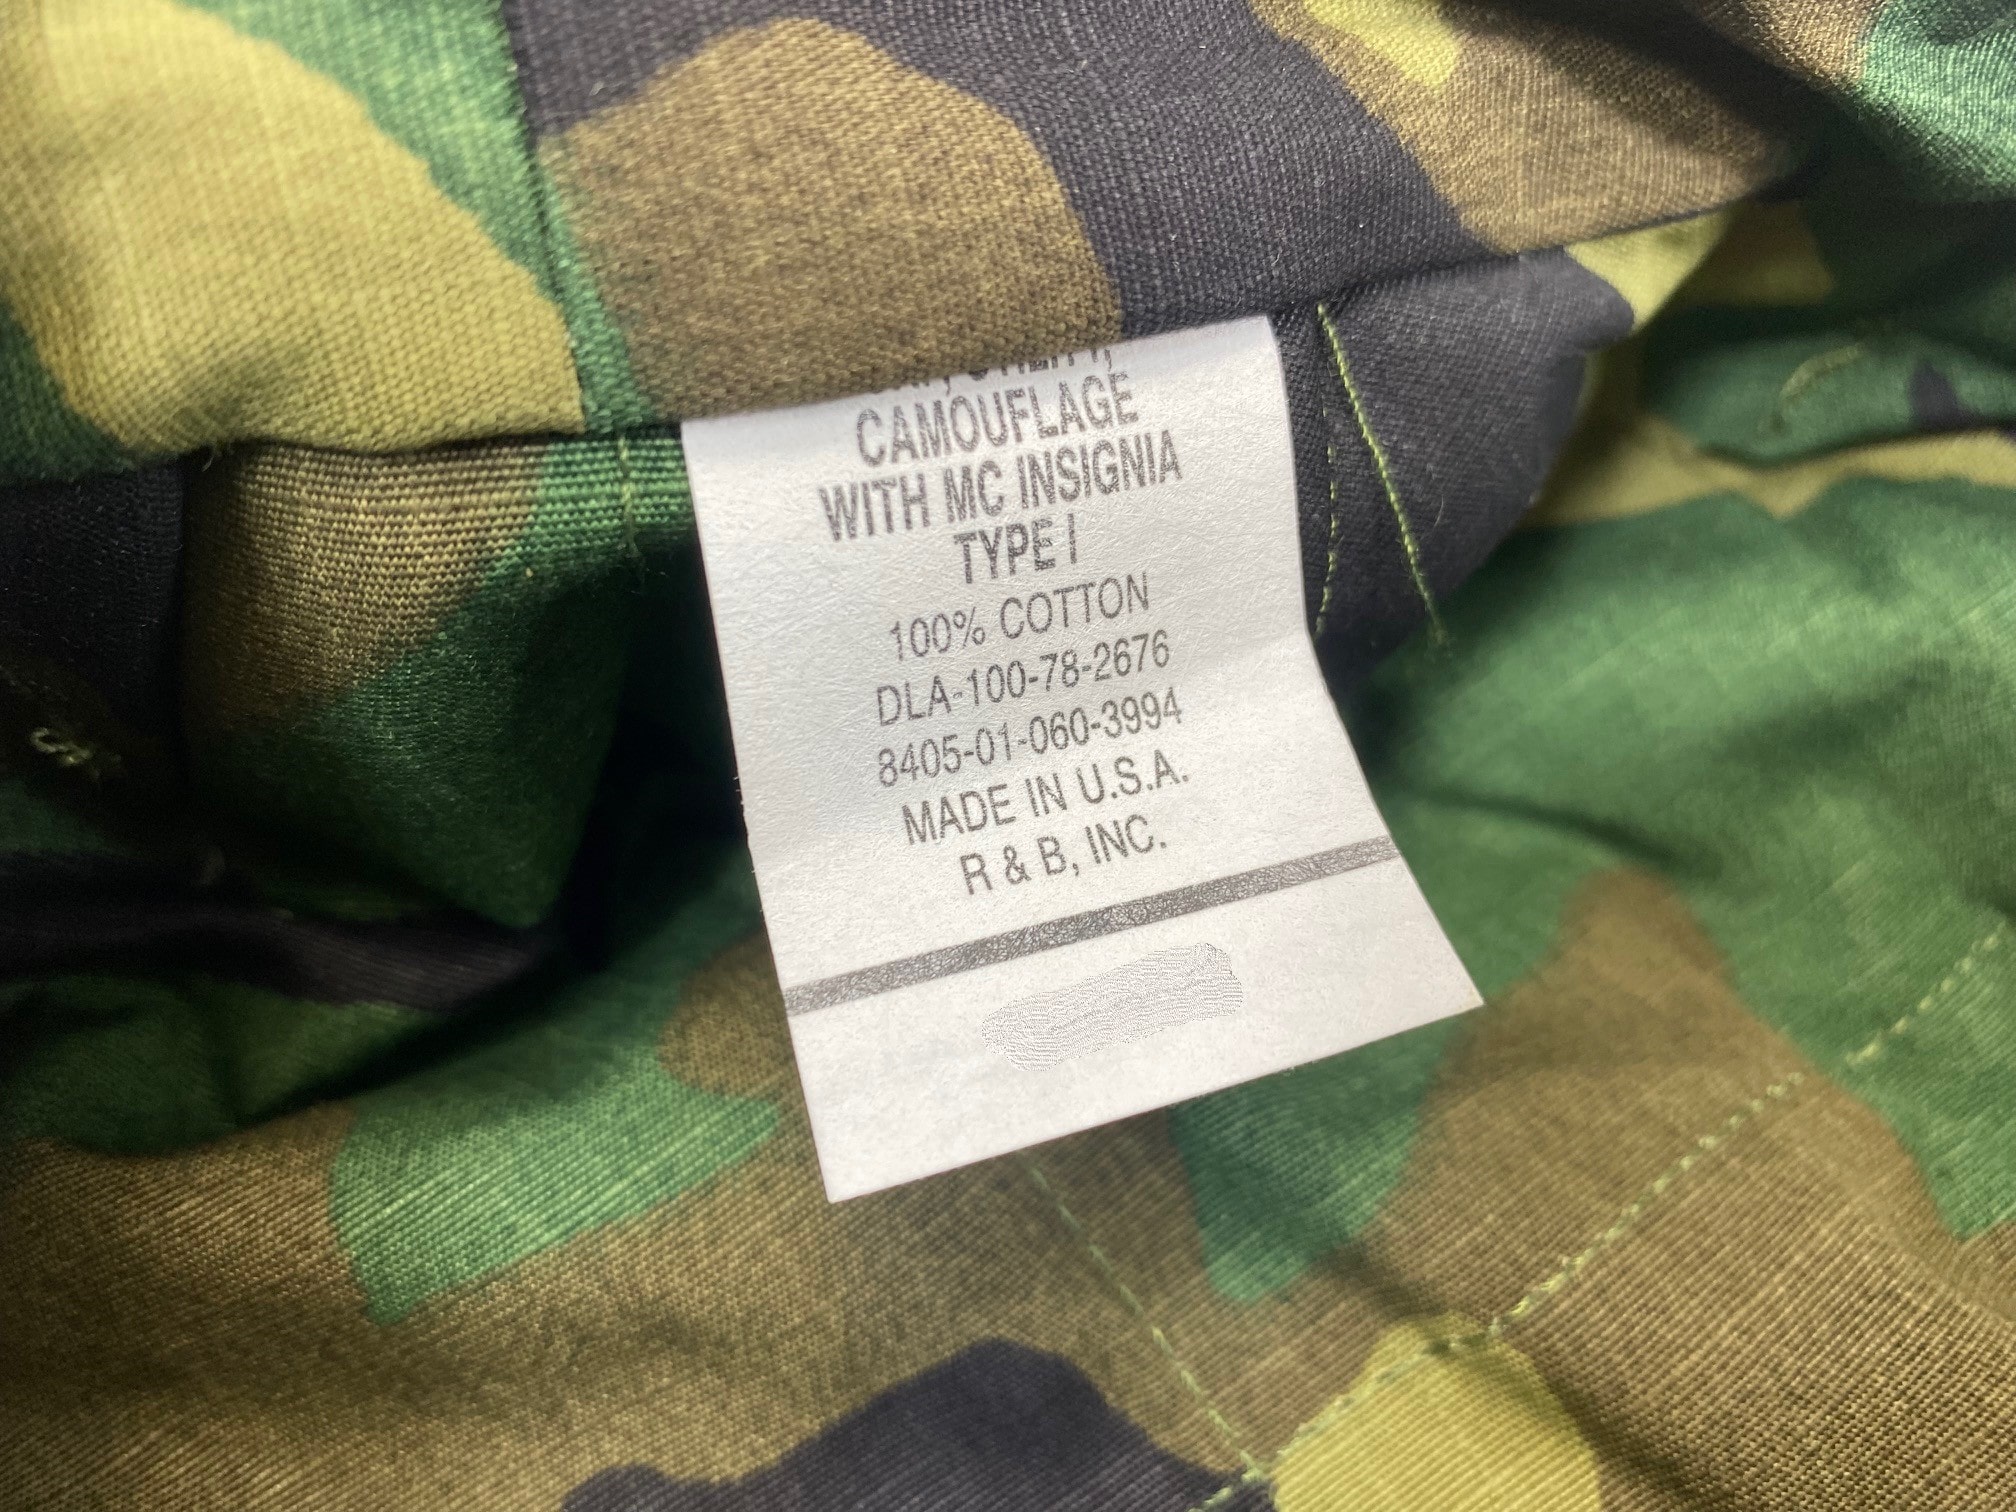 CAMOUFLAGE
WITH MC INSIGNIA
TYPE I
100% COTTON
DLA-100-78-2676
8405-01-060-3994
MADE IN U.S.A.
R & B, INC.